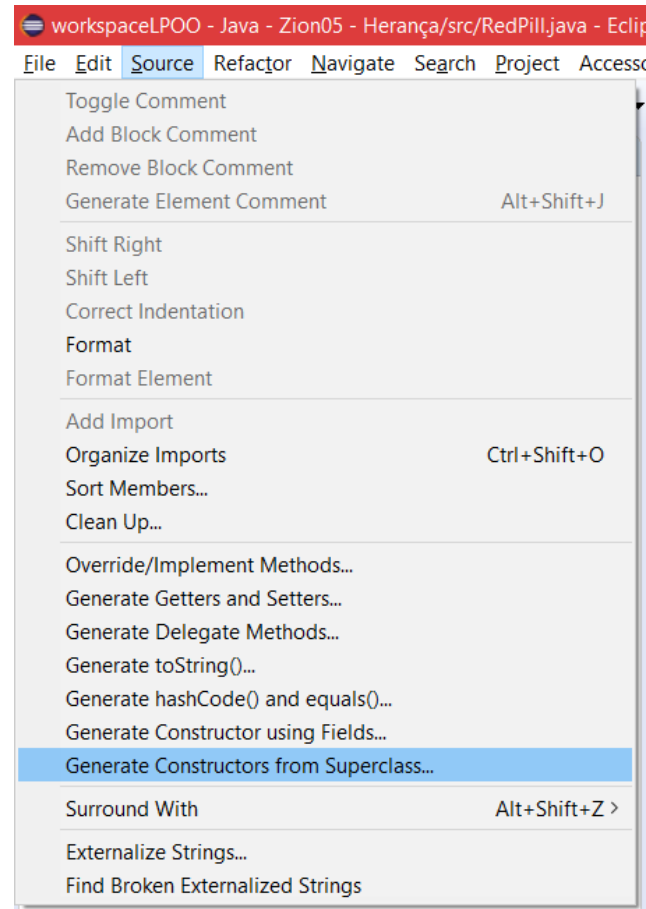 workspaceLPOO - Java - Zion05 - Herança/src/RedPill.java - Eclip
File Edit Source Refactor Navigate Search Project Accesso
Toggle Comment
Add Block Comment
Remove Block Comment
Generate Element Comment Alt+Shift+J
Shift Right
Shift Left
Correct Indentation
Format
Format Element
Add Import
Organize Imports Ctrl+Shift+O
Sort Members...
Clean Up...
Override/Implement Methods...
Generate Getters and Setters...
Generate Delegate Methods...
Generate toString()...
Generate hashCode() and equals()...
Generate Constructor using Fields...
Generate Constructors from Superclass...
Surround With Alt+Shift+Z >
Externalize Strings...
Find Broken Externalized Strings